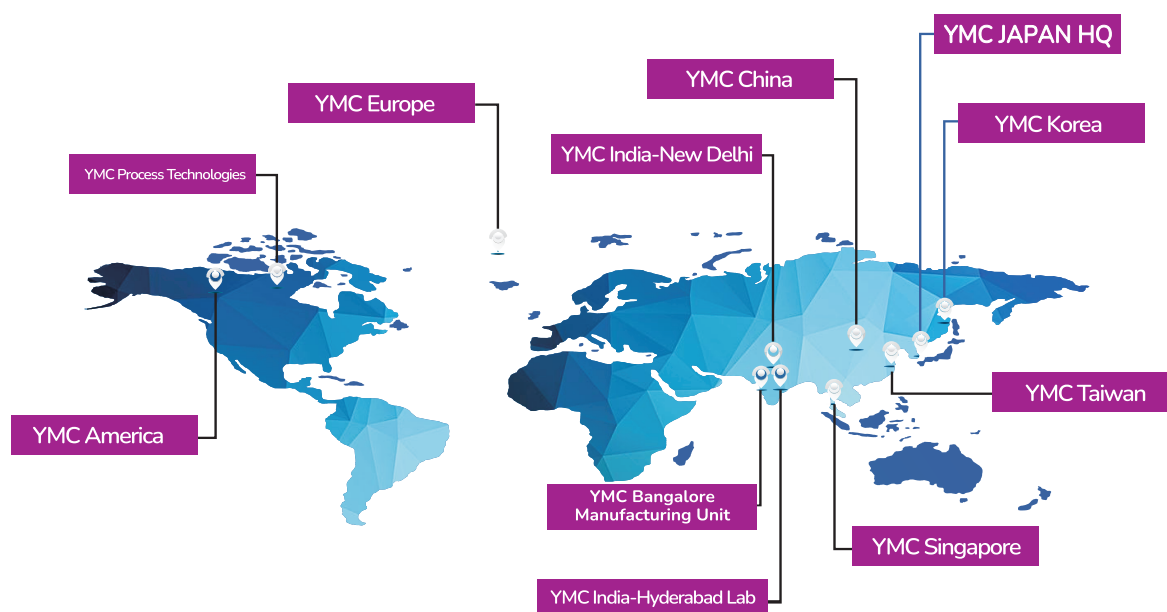 YMC JAPAN HQ
YMC China
YMC Europe
YMC Korea
YMC India-New Delhi
YMC Process Technologies
YMC Taiwan
YMC America
YMC Bangalore
Manufacturing Unit
YMC Singapore
YMC India-Hyderabad Lab